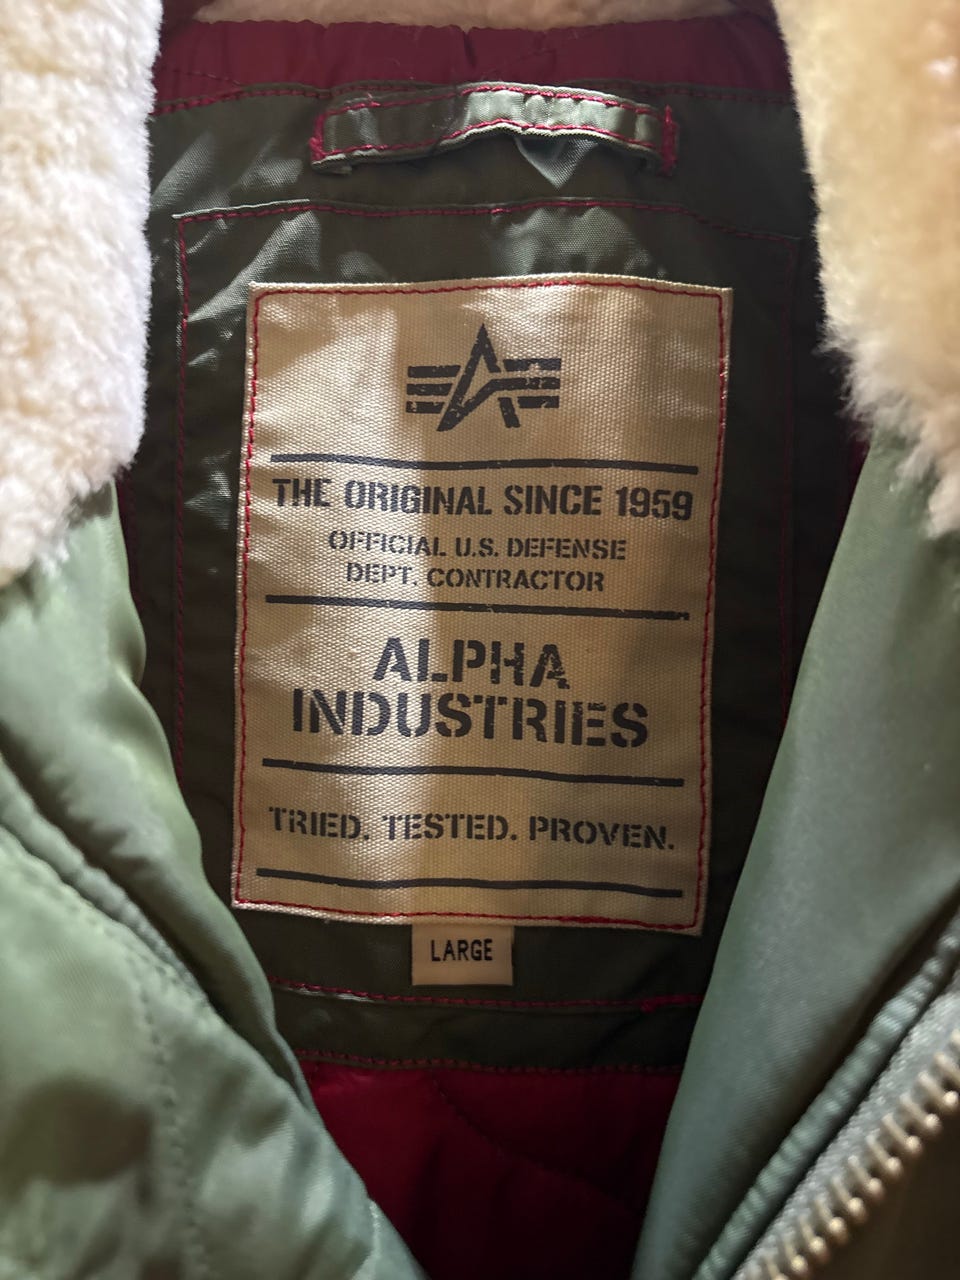 THE ORIGINAL SINCE 1959
OFFICIAL U.S. DEFENSE
DEPT. CONTRACTOR
ALPHA
INDUSTRIES
TRIED. TESTED. PROVEN.
LARGE